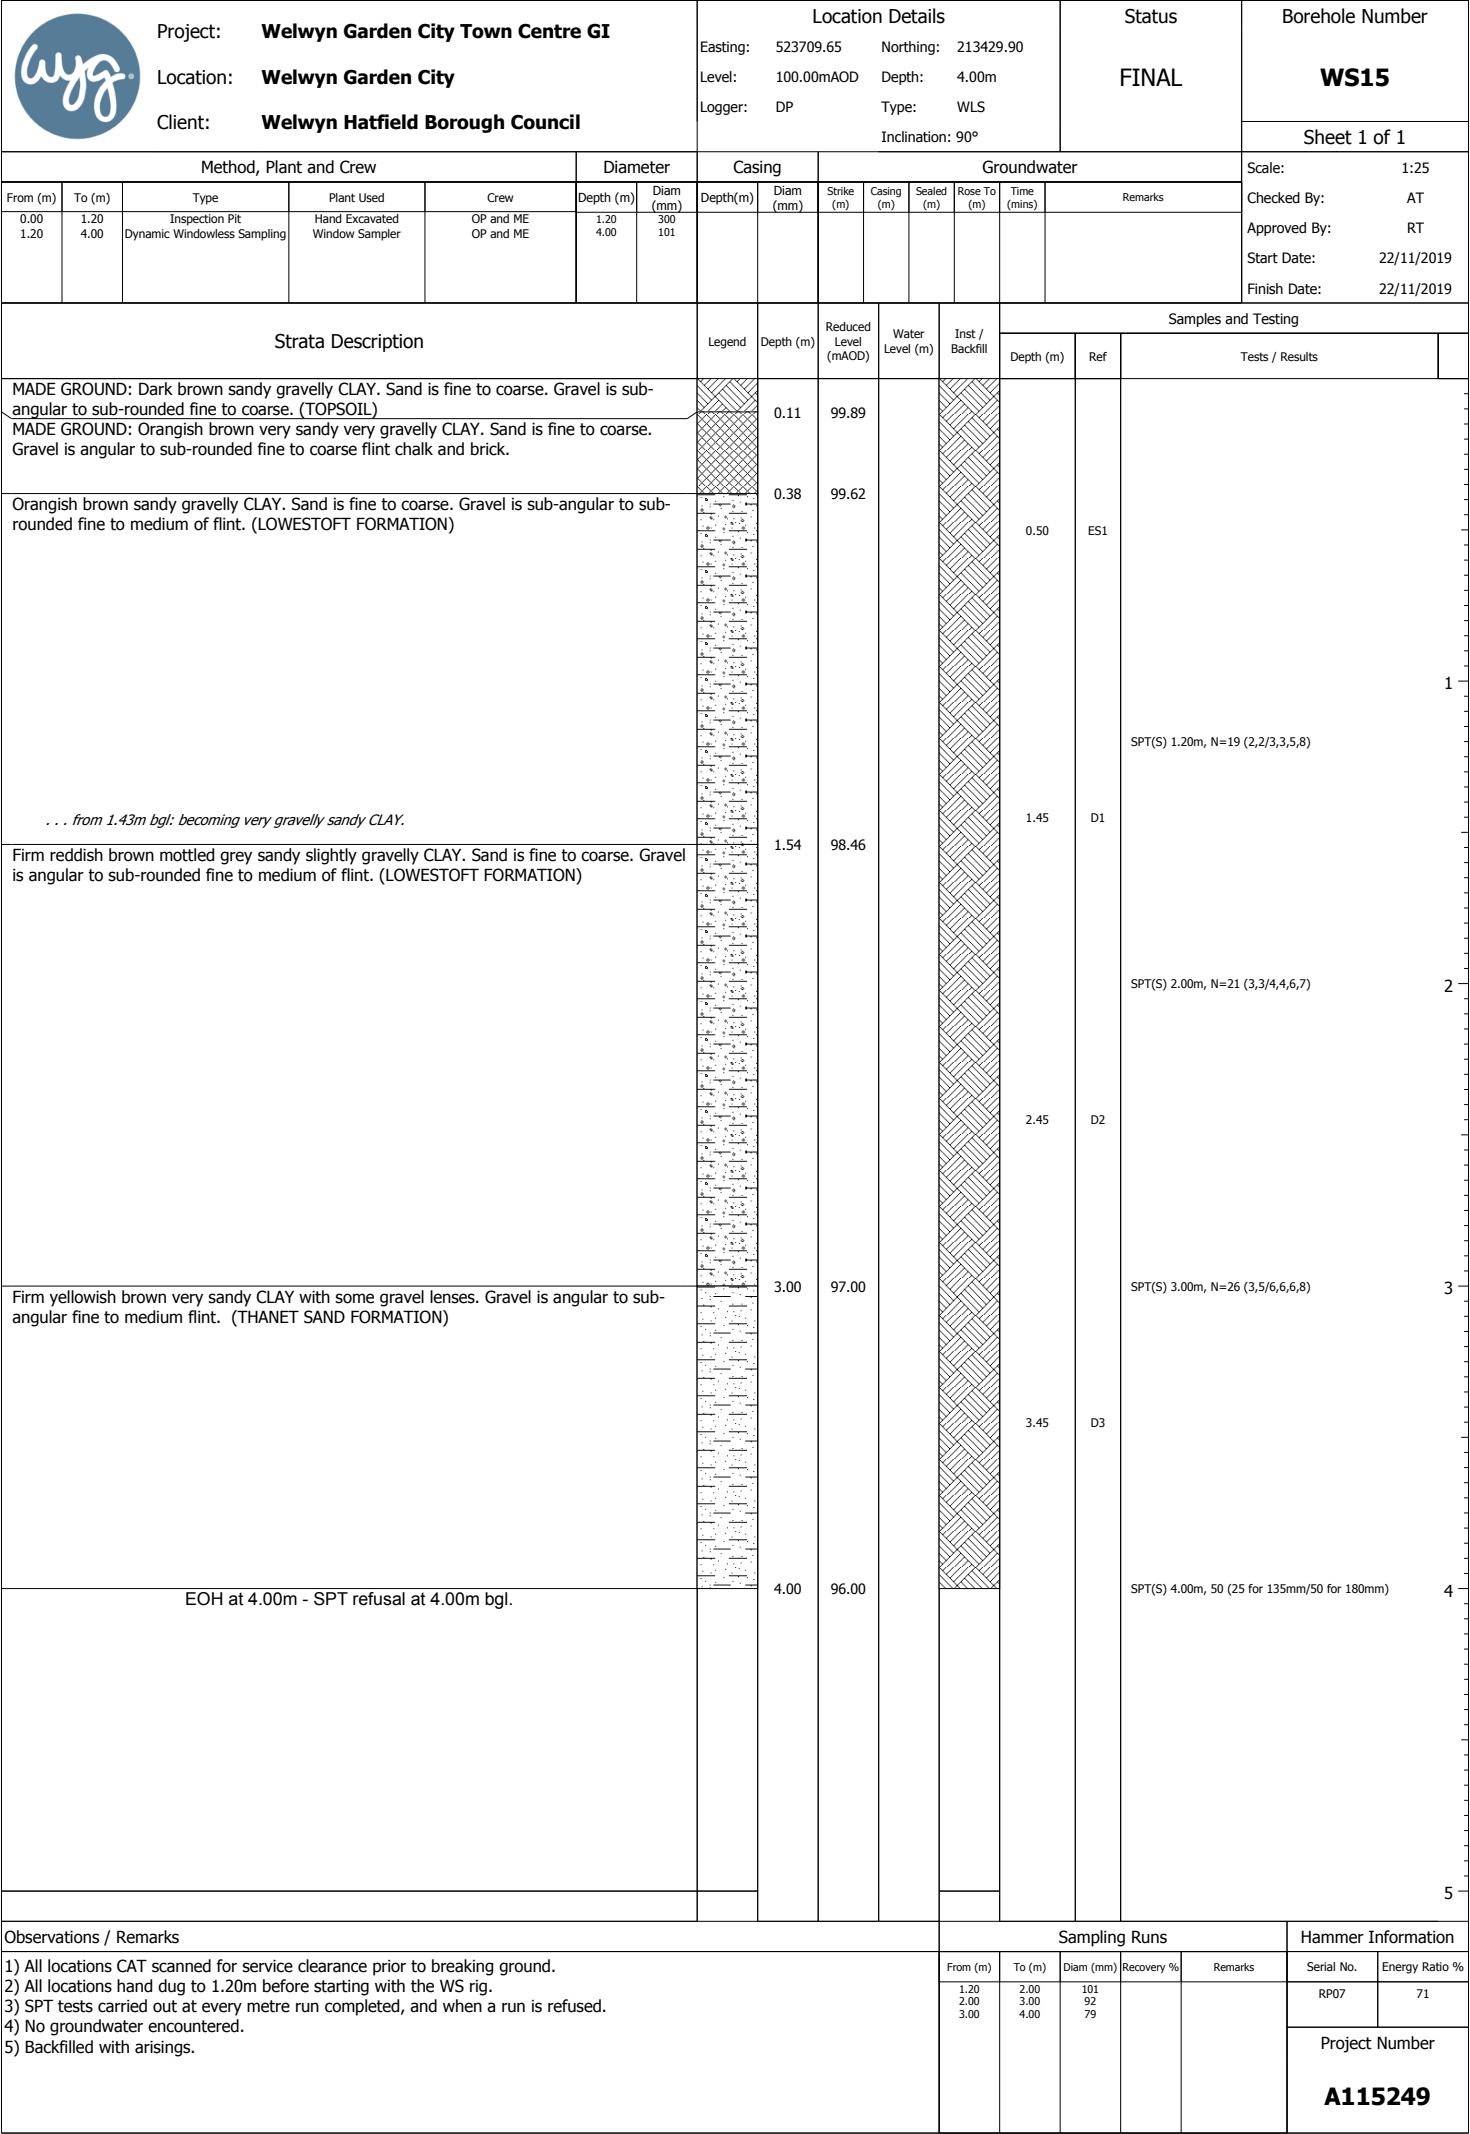 wyg.
Project: Welwyn Garden City Town Centre GI
Location: Welwyn Garden City
Client: Welwyn Hatfield Borough Council
Location Details
Easting: 523709.65 Northing: 213429.90
Level: 100.00mAOD Depth: 4.00m
Logger: DP Type: WLS
Inclination: 90°
Status
FINAL
Borehole Number
WS15
Sheet 1 of 1
Method, Plant and Crew Diameter Casing Groundwater
From (m) To (m) Type Plant Used Crew Depth (m) Diam (mm) Depth(m) Diam (mm) Strike (m) Casing (m) Sealed (m) Rose To (m) Time (mins) Remarks
0.00 1.20 Inspection Pit Hand Excavated OP and ME 1.20 300
1.20 4.00 Dynamic Windowless Sampling Window Sampler OP and ME 4.00 101
Scale: 1:25
Checked By: AT
Approved By: RT
Start Date: 22/11/2019
Finish Date: 22/11/2019
Strata Description Legend Depth (m) Reduced Level (mAOD) Water Level (m) Inst / Backfill Samples and Testing
Depth (m) Ref Tests / Results
MADE GROUND: Dark brown sandy gravelly CLAY. Sand is fine to coarse. Gravel is sub-
angular to sub-rounded fine to coarse. (TOPSOIL) 0.11 99.89
MADE GROUND: Orangish brown very sandy very gravelly CLAY. Sand is fine to coarse.
Gravel is angular to sub-rounded fine to coarse flint chalk and brick.
0.38 99.62
Orangish brown sandy gravelly CLAY. Sand is fine to coarse. Gravel is sub-angular to sub-
rounded fine to medium of flint. (LOWESTOFT FORMATION)
0.50 ES1
1
SPT(S) 1.20m, N=19 (2,2/3,3,5,8)
. . . from 1.43m bgl: becoming very gravelly sandy CLAY. 1.45 D1
1.54 98.46
Firm reddish brown mottled grey sandy slightly gravelly CLAY. Sand is fine to coarse. Gravel
is angular to sub-rounded fine to medium of flint. (LOWESTOFT FORMATION)
SPT(S) 2.00m, N=21 (3,3/4,4,6,7) 2
2.45 D2
3.00 97.00 SPT(S) 3.00m, N=26 (3,5/6,6,6,8) 3
Firm yellowish brown very sandy CLAY with some gravel lenses. Gravel is angular to sub-
angular fine to medium flint. (THANET SAND FORMATION)
3.45 D3
4.00 96.00 SPT(S) 4.00m, 50 (25 for 135mm/50 for 180mm) 4
EOH at 4.00m - SPT refusal at 4.00m bgl.
5
Observations / Remarks
1) All locations CAT scanned for service clearance prior to breaking ground.
2) All locations hand dug to 1.20m before starting with the WS rig.
3) SPT tests carried out at every metre run completed, and when a run is refused.
4) No groundwater encountered.
5) Backfilled with arisings.
Sampling Runs
From (m) To (m) Diam (mm) Recovery % Remarks
1.20 2.00 101
2.00 3.00 92
3.00 4.00 79
Hammer Information
Serial No. Energy Ratio %
RP07 71
Project Number
A115249